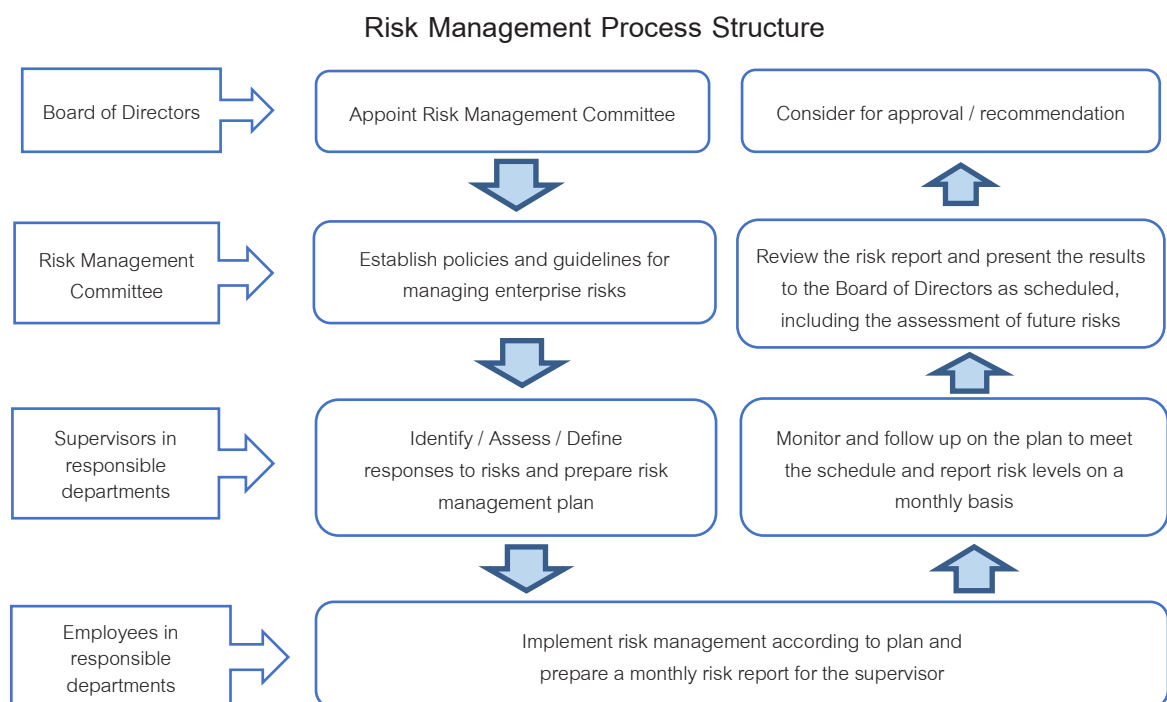 Risk Management Process Structure
Board of Directors
Appoint Risk Management Committee
Consider for approval / recommendation
Risk Management
Committee
Establish policies and guidelines for
managing enterprise risks
Review the risk report and present the results
to the Board of Directors as scheduled,
including the assessment of future risks
Supervisors in
responsible
departments
Identify / Assess / Define
responses to risks and prepare risk
management plan
Monitor and follow up on the plan to meet
the schedule and report risk levels on a
monthly basis
Employees in
responsible
departments
Implement risk management according to plan and
prepare a monthly risk report for the supervisor